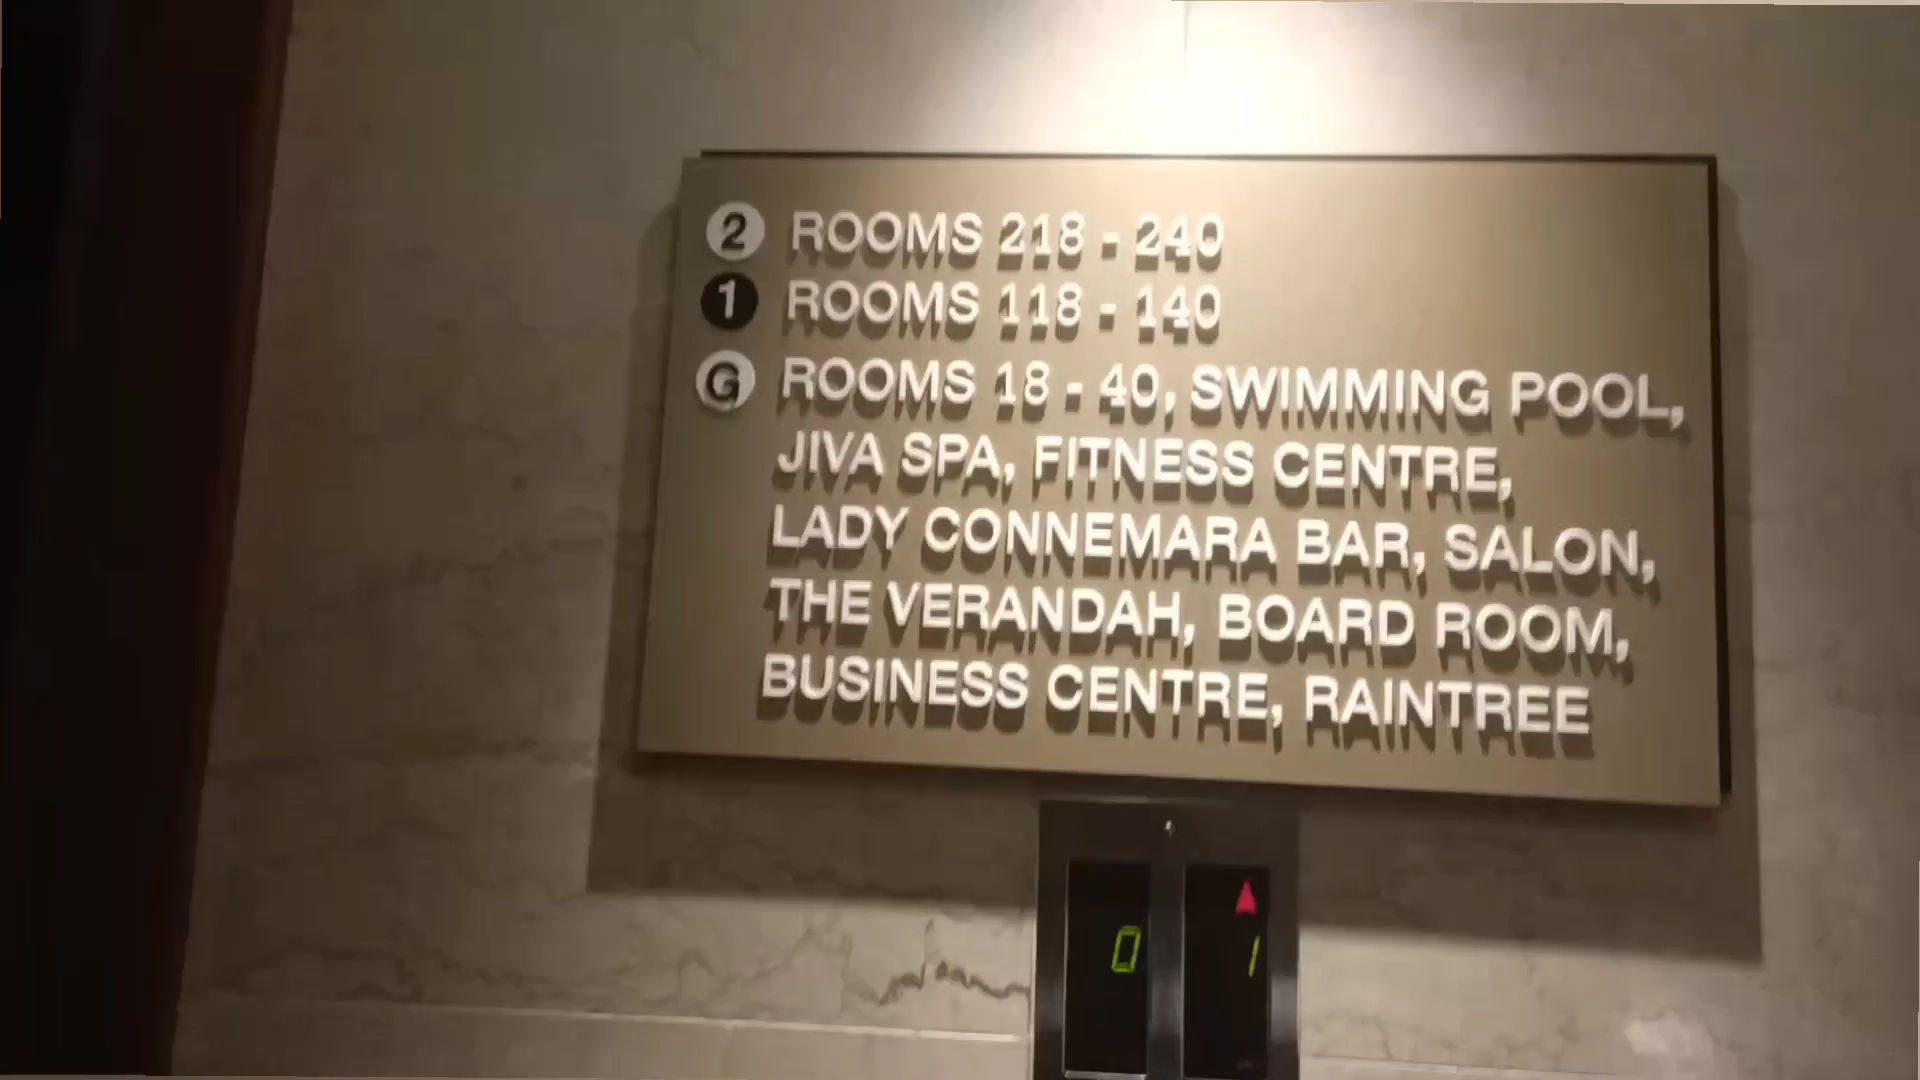 2 ROOMS 218 - 240
1 ROOMS 118 - 140
G ROOMS 18 - 40, SWIMMING POOL,
JIVA SPA, FITNESS CENTRE,
LADY CONNEMARA BAR, SALON,
THE VERANDAH, BOARD ROOM,
BUSINESS CENTRE, RAINTREE
0 1